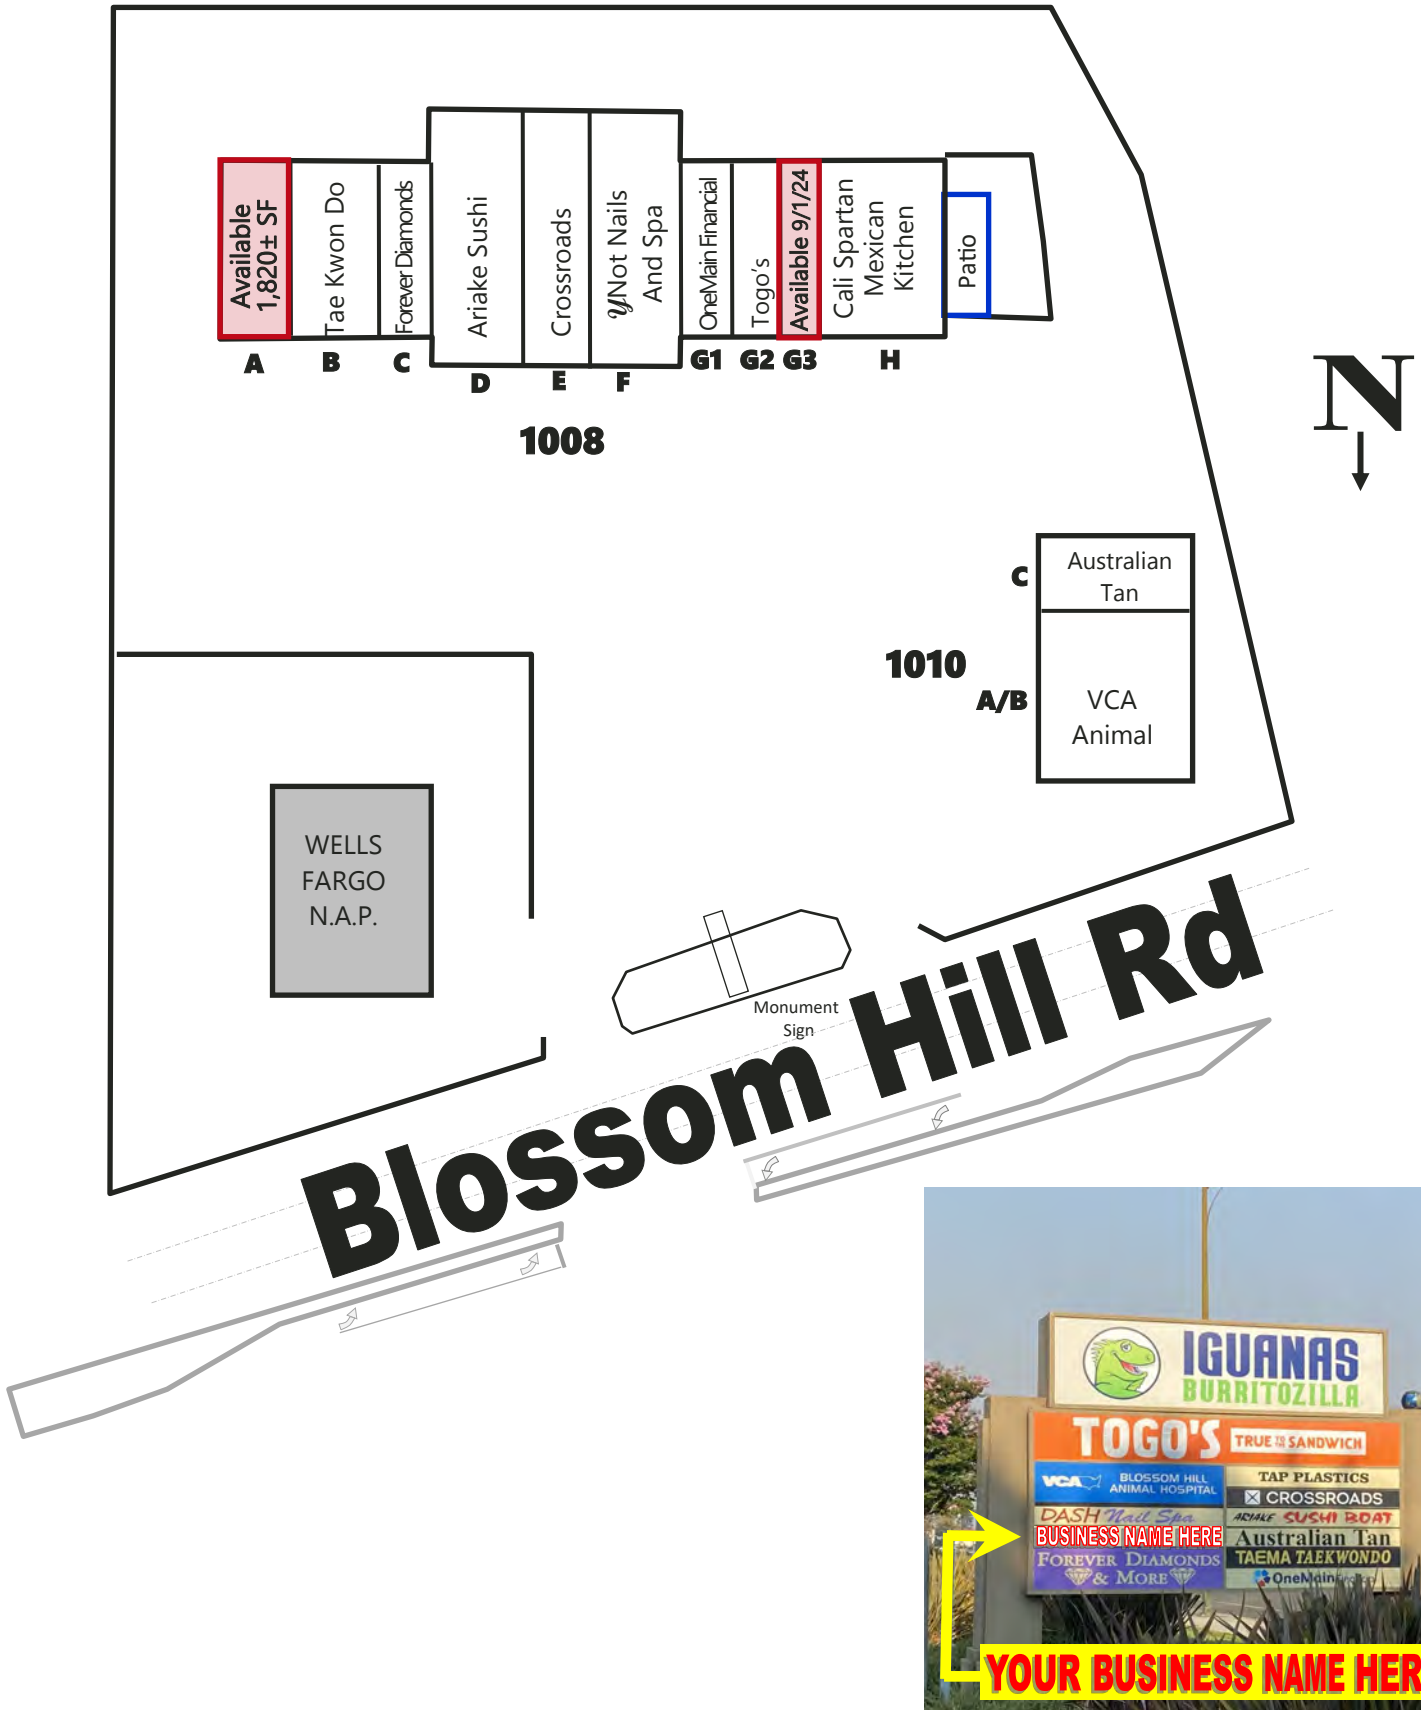 Available
1,820± SF
Tae Kwon Do
Forever Diamonds
Ariake Sushi
Crossroads
yNot Nails
And Spa
OneMain Financial
Togo's
Available 9/1/24
Cali Spartan
Mexican
Kitchen
Patio
A
B
C
D
E
F
G1
G2
G3
H
1008
N
C
Australian
Tan
1010
A/B
VCA
Animal
WELLS
FARGO
N.A.P.
Monument
Sign
Blossom Hill Rd
IGUANAS
BURRITOZILLA
TOGO'S
TRUE TO THE SANDWICH
VCA
BLOSSOM HILL
ANIMAL HOSPITAL
TAP PLASTICS
CROSSROADS
DASH Nail Spa
ARIAKE SUSHI BOAT
BUSINESS NAME HERE
Australian Tan
FOREVER DIAMONDS
& MORE
TAEMA TAEKWONDO
OneMain
YOUR BUSINESS NAME HER